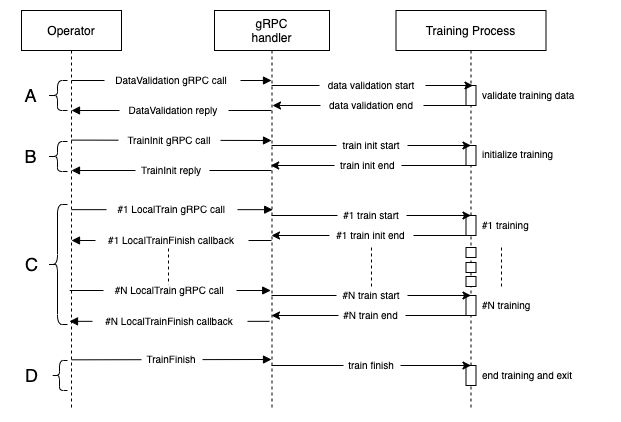 Operator
gRPC
handler
Training Process
A
DataValidation gRPC call
data validation start
validate training data
data validation end
DataValidation reply
B
TrainInit gRPC call
train init start
initialize training
train init end
TrainInit reply
C
#1 LocalTrain gRPC call
#1 train start
#1 training
#1 train init end
#1 LocalTrainFinish callback
#N LocalTrain gRPC call
#N train start
#N training
#N train end
#N LocalTrainFinish callback
D
TrainFinish
train finish
end training and exit